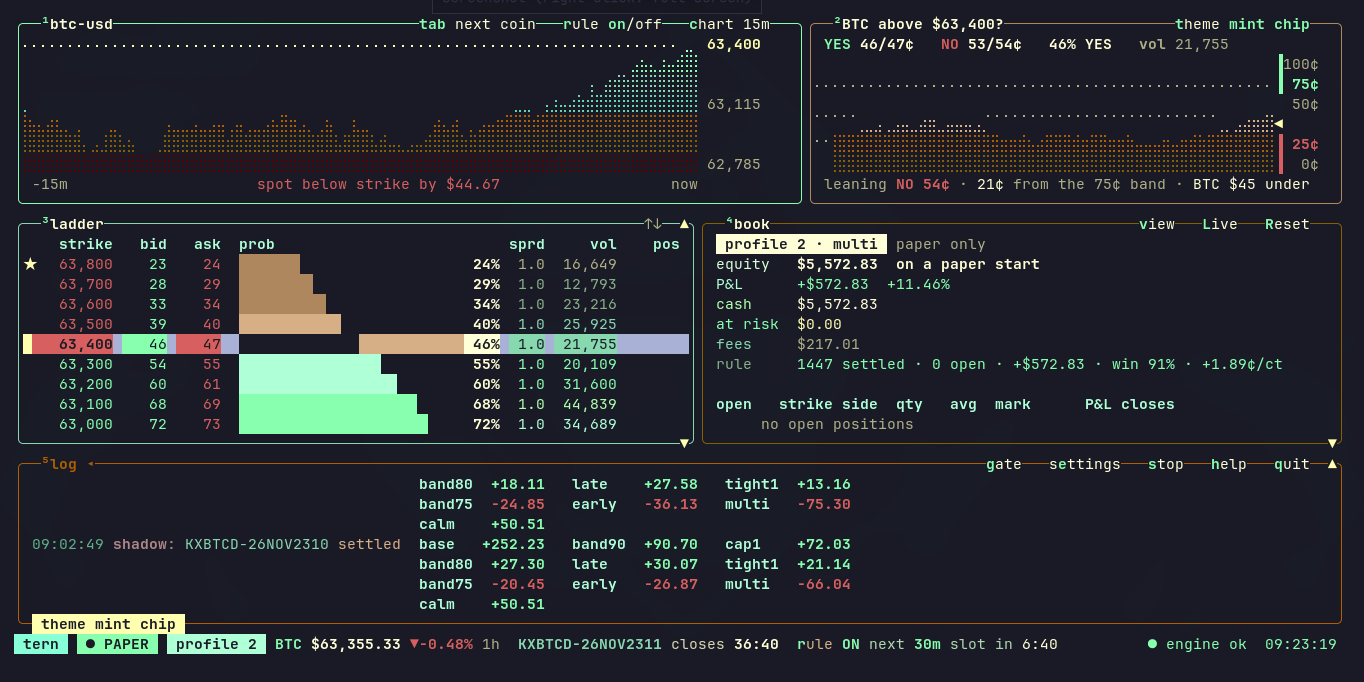 ¹btc-usd tab next coin rule on/off chart 15m
63,400
63,115
62,785
-15m spot below strike by $44.67 now
²BTC above $63,400? theme mint chip
YES 46/47¢ NO 53/54¢ 46% YES vol 21,755
100¢
75¢
50¢
25¢
0¢
leaning NO 54¢ · 21¢ from the 75¢ band · BTC $45 under
³ladder ↑↓ ▲
strike bid ask prob sprd vol pos
★ 63,800 23 24 24% 1.0 16,649
63,700 28 29 29% 1.0 12,793
63,600 33 34 34% 1.0 23,216
63,500 39 40 40% 1.0 25,925
63,400 46 47 46% 1.0 21,755
63,300 54 55 55% 1.0 20,109
63,200 60 61 60% 1.0 31,600
63,100 68 69 68% 1.0 44,839
63,000 72 73 72% 1.0 34,689
▼
⁴book view Live Reset
profile 2 · multi paper only
equity $5,572.83 on a paper start
P&L +$572.83 +11.46%
cash $5,572.83
at risk $0.00
fees $217.01
rule 1447 settled · 0 open · +$572.83 · win 91% · +1.89¢/ct
open strike side qty avg mark P&L closes
no open positions
▼
⁵log ◂ gate settings stop help quit ▲
band80 +18.11 late +27.58 tight1 +13.16
band75 -24.85 early -36.13 multi -75.30
calm +50.51
09:02:49 shadow: KXBTCD-26NOV2310 settled base +252.23 band90 +90.70 cap1 +72.03
band80 +27.30 late +30.07 tight1 +21.14
band75 -20.45 early -26.87 multi -66.04
calm +50.51
theme mint chip
tern ● PAPER profile 2 BTC $63,355.33 ▼-0.48% 1h KXBTCD-26NOV2311 closes 36:40 rule ON next 30m slot in 6:40 ● engine ok 09:23:19